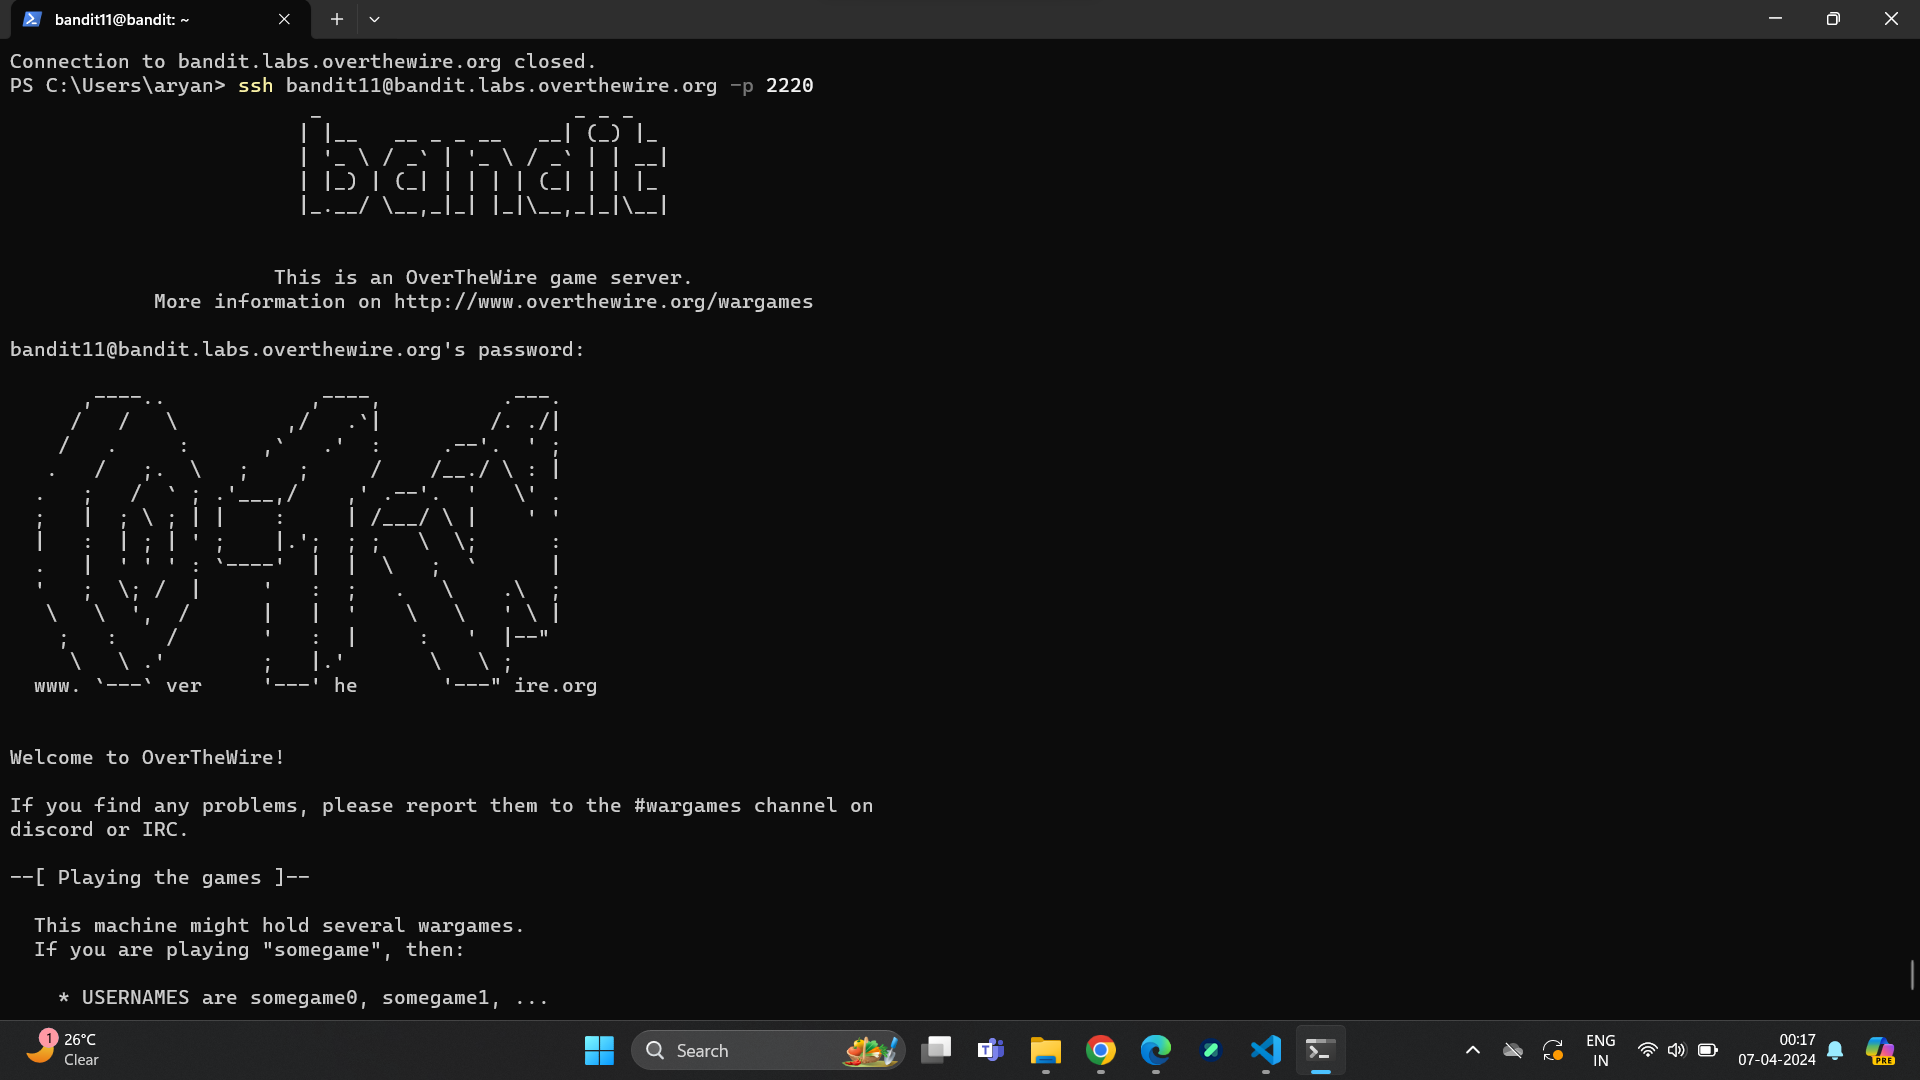 bandit11@bandit: ~
Connection to bandit.labs.overthewire.org closed.
PS C:\Users\aryan> ssh bandit11@bandit.labs.overthewire.org -p 2220
bandit
This is an OverTheWire game server.
More information on http://www.overthewire.org/wargames
bandit11@bandit.labs.overthewire.org's password:
www. ver he ire.org
Welcome to OverTheWire!
If you find any problems, please report them to the #wargames channel on
discord or IRC.
--[ Playing the games ]--
This machine might hold several wargames.
If you are playing "somegame", then:
* USERNAMES are somegame0, somegame1, ...
1
26°C
Clear
Search
T
PRE
ENG
IN
00:17
07-04-2024